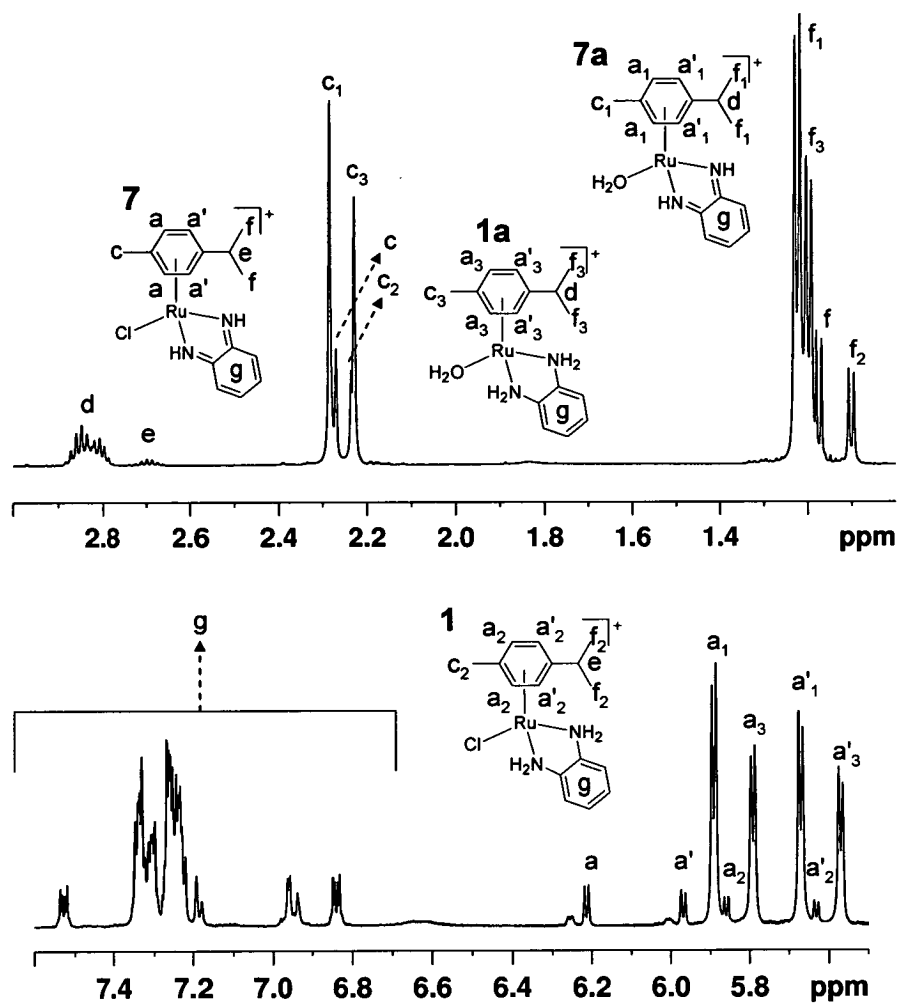 7a
f₁
a₁ a'₁ f₁ ]⁺
c₁
f₃
c₁ d
a₁ a'₁ f₁
c₃
Ru NH
H₂O
7
HN
g
1a
c
a a' f ]⁺
c₂
a₃ a'₃ f₃ ]⁺
c e
c₃ d
f
a a' f
a₃ a'₃ f₃
f₂
Ru NH
Ru NH₂
Cl
H₂O
HN
H₂N
g
g
d
e
2.8 2.6 2.4 2.2 2.0 1.8 1.6 1.4 ppm
g
1
a₂ a'₂ f₂ ]⁺
a₁
c₂ e
a'₁
a₂ a'₂ f₂
a₃
Ru NH₂
a'₃
Cl
H₂N
g
a a' a₂ a'₂
7.4 7.2 7.0 6.8 6.6 6.4 6.2 6.0 5.8 ppm